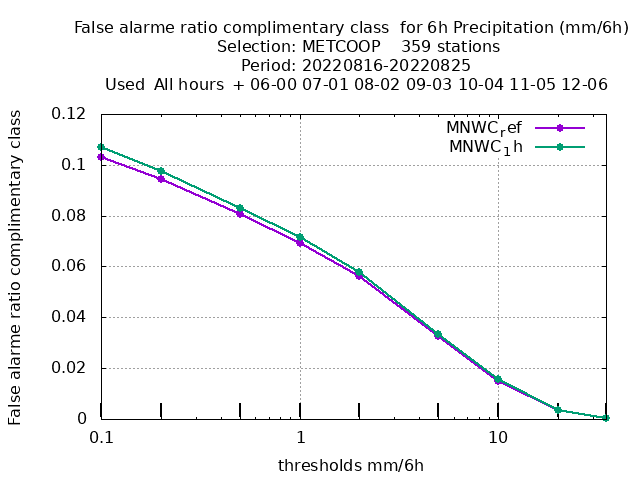 False alarme ratio complimentary class  for 6h Precipitation (mm/6h)
Selection: METCOOP    359 stations
Period: 20220816-20220825
Used  All hours  + 06-00 07-01 08-02 09-03 10-04 11-05 12-06
False alarme ratio complimentary class
0.12
0.1
0.08
0.06
0.04
0.02
0
MNWCref
MNWC1h
0.1 1 10
thresholds mm/6h